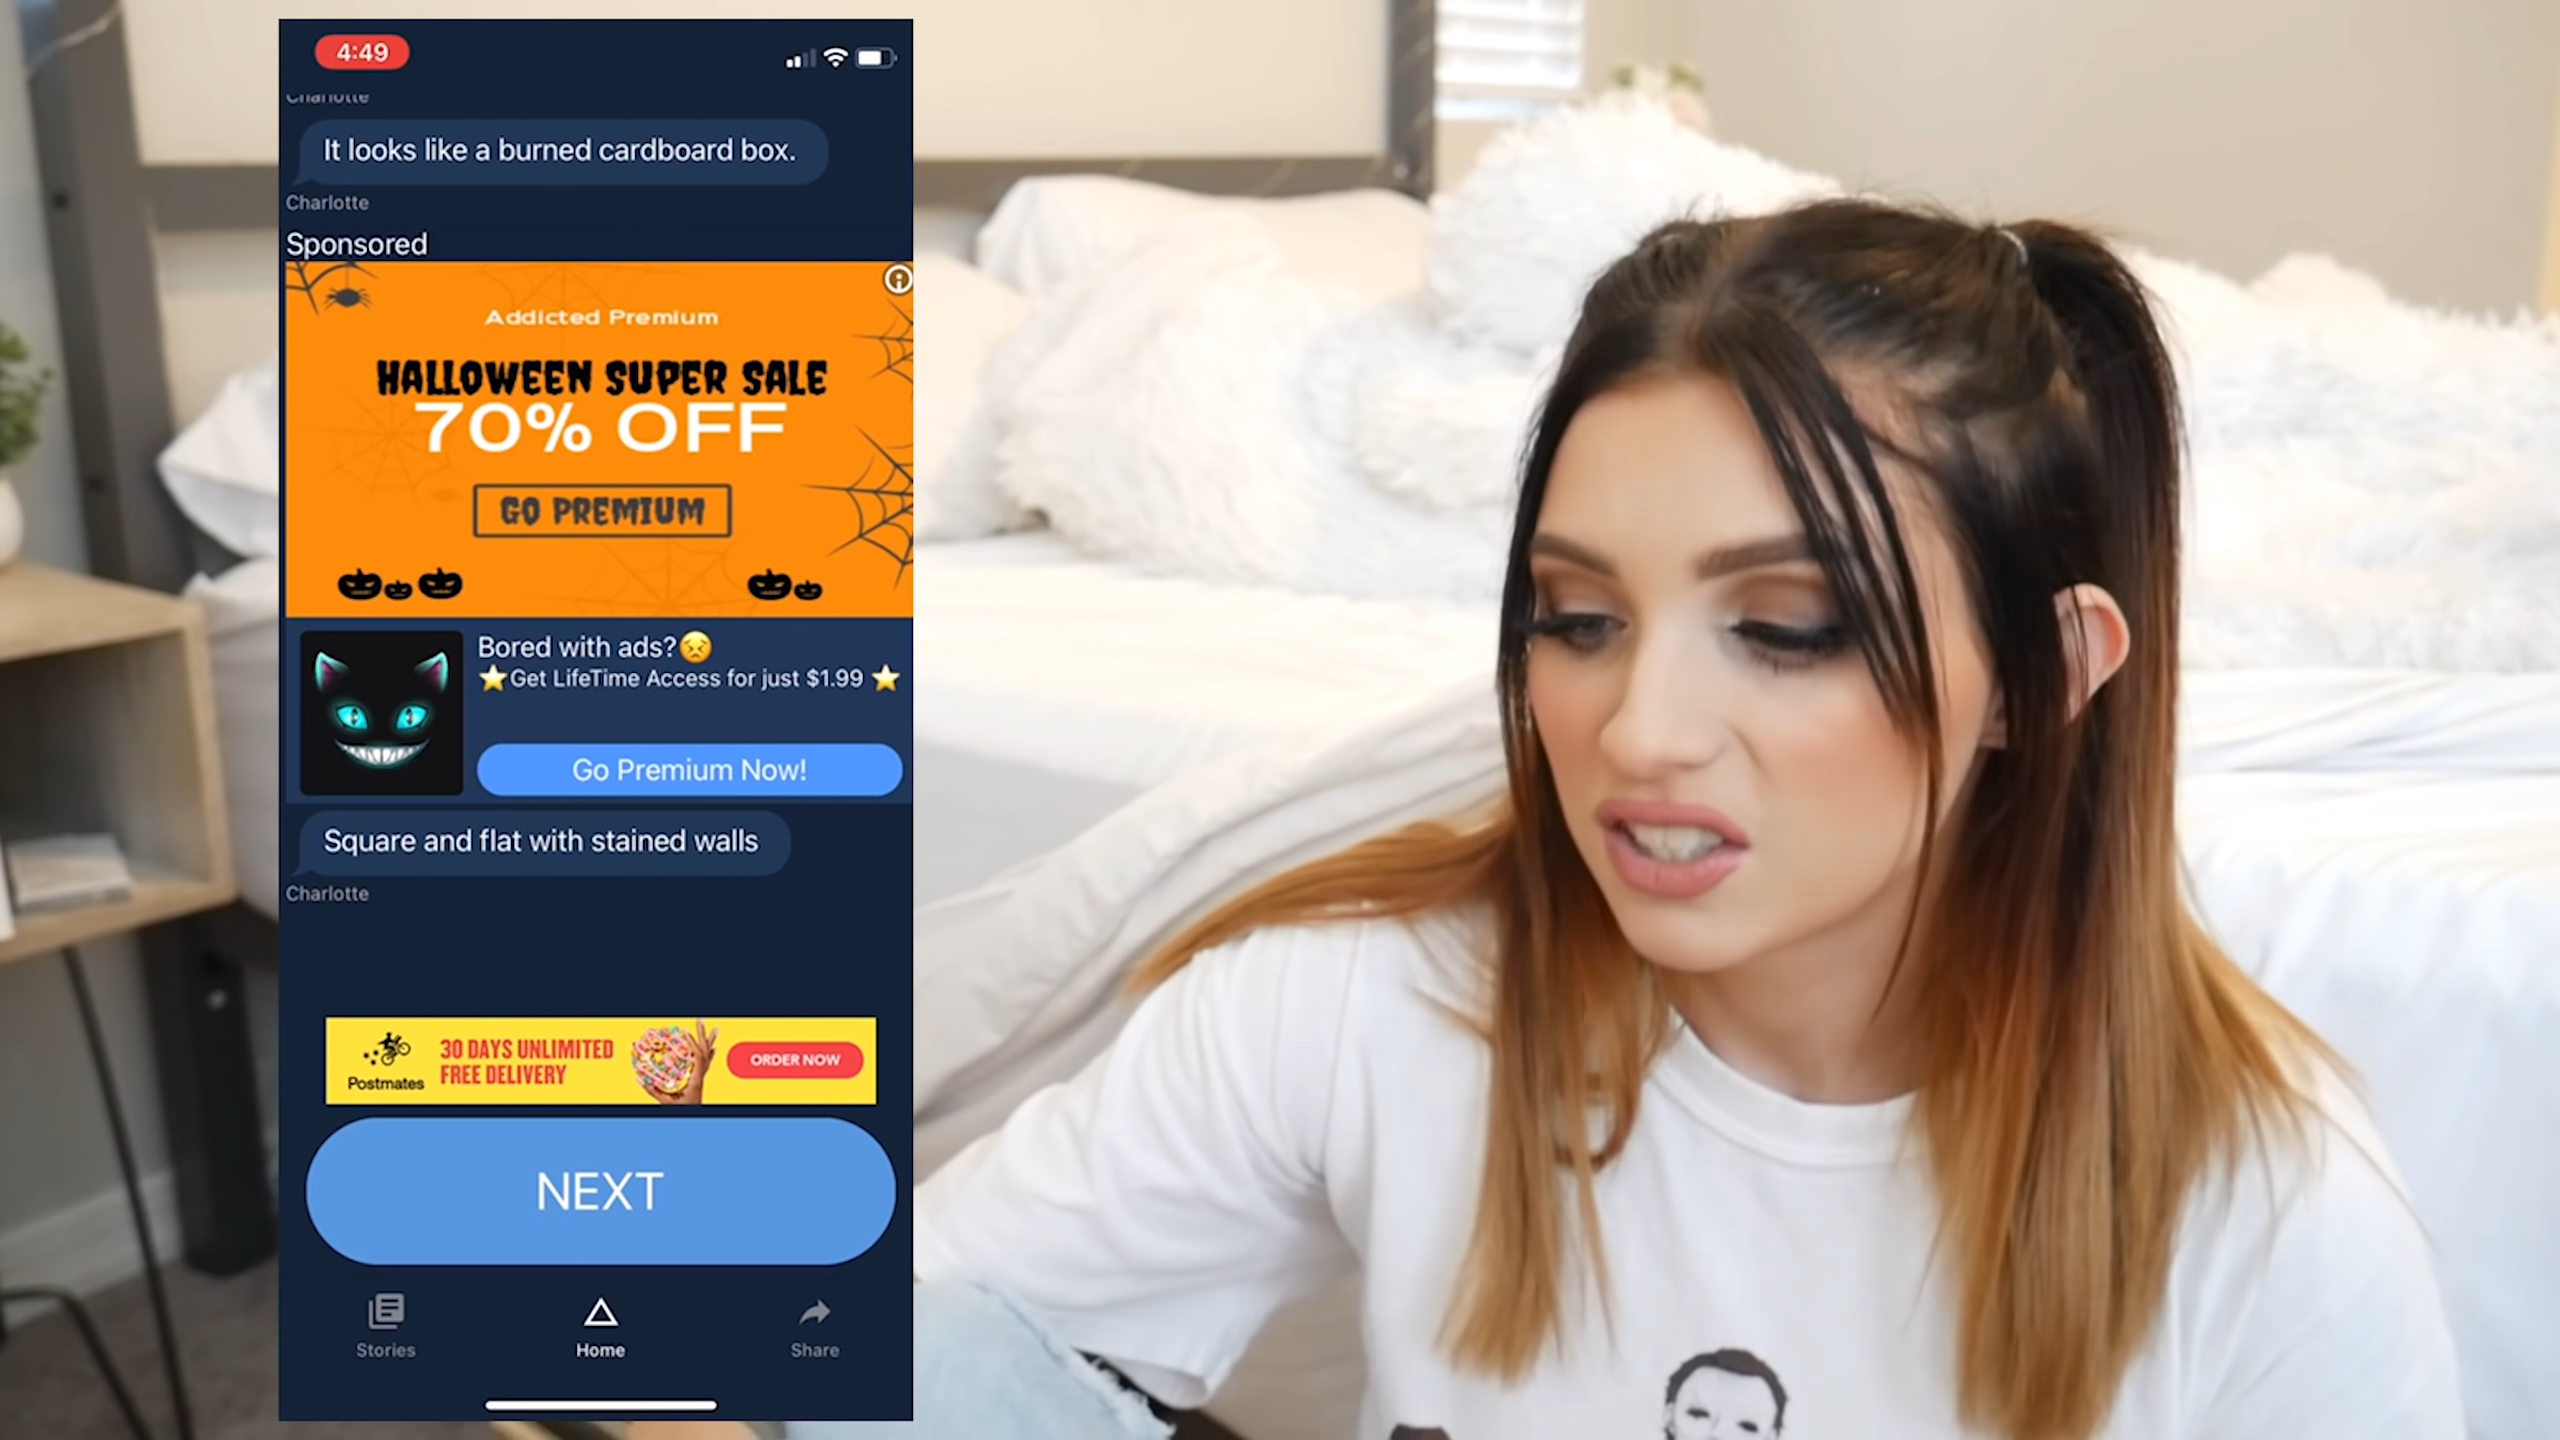 4:49
Charlotte
It looks like a burned cardboard box.
Charlotte
Sponsored
Addicted Premium
HALLOWEEN SUPER SALE
70% OFF
GO PREMIUM
Bored with ads?😣
⭐Get LifeTime Access for just $1.99 ⭐
Go Premium Now!
Square and flat with stained walls
Charlotte
Postmates
30 DAYS UNLIMITED
FREE DELIVERY
ORDER NOW
NEXT
Stories
Home
Share